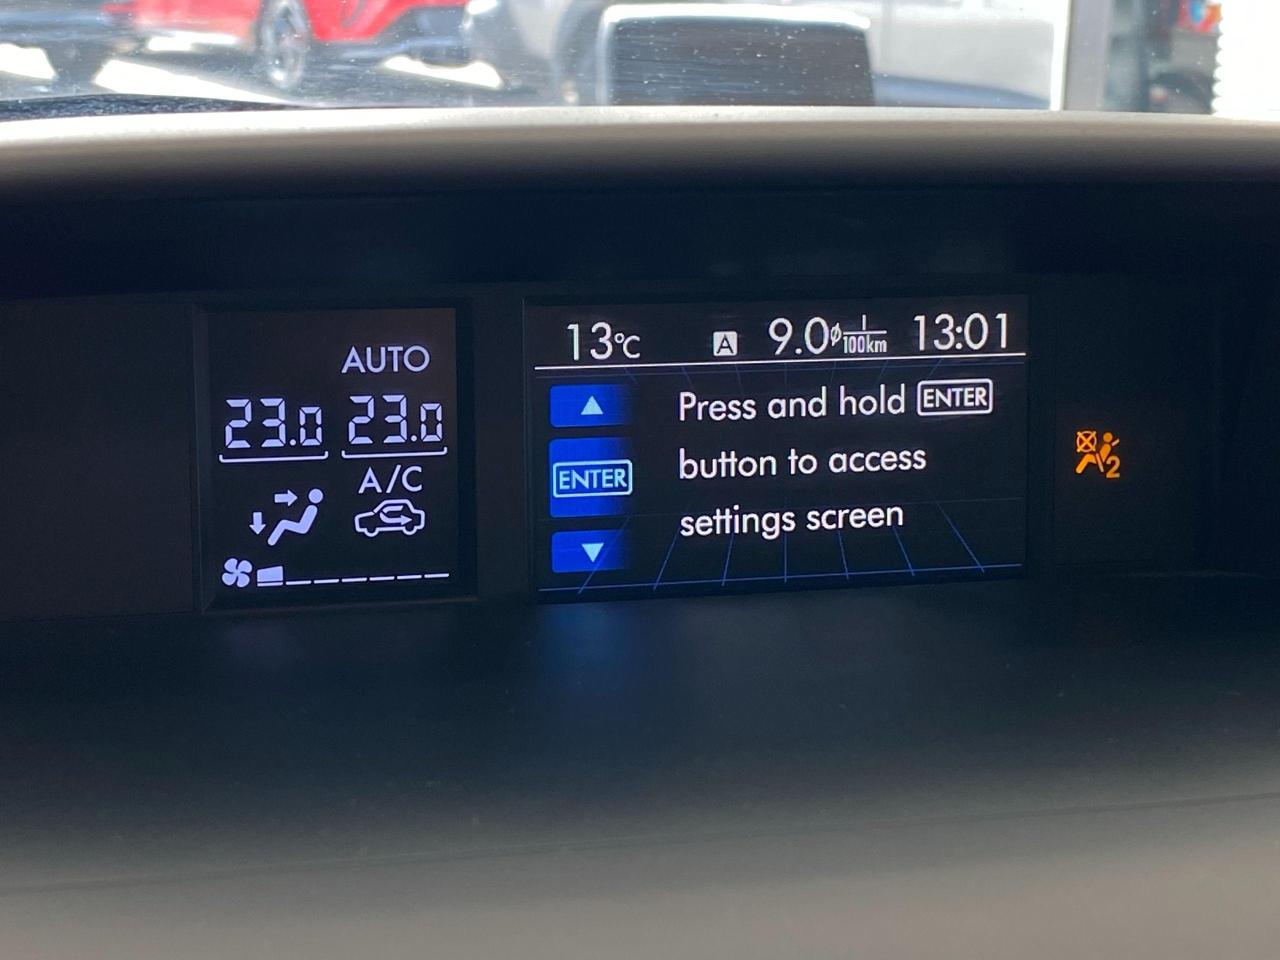 AUTO
23.0 23.0
A/C
13°C A 9.0 ø l/100km 13:01
Press and hold ENTER
button to access
settings screen
ENTER
2